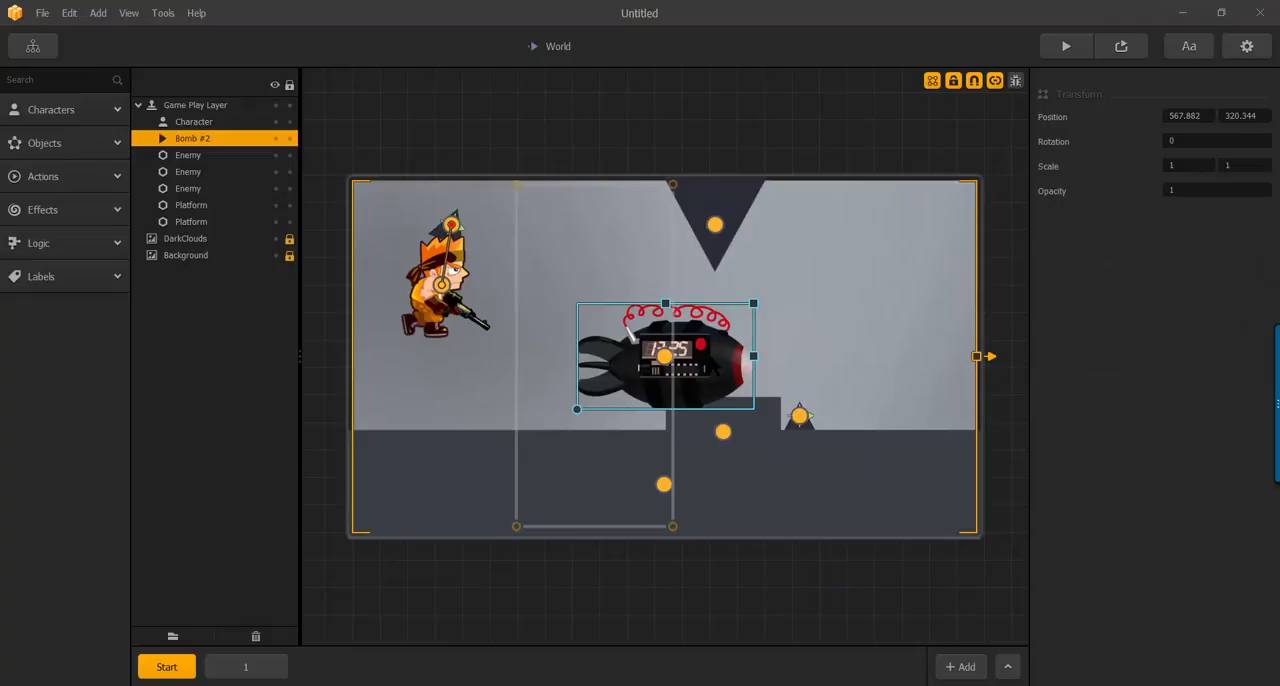 File Edit Add View Tools Help
Untitled
World
Aa
Search
Characters
Objects
Actions
Effects
Logic
Labels
Game Play Layer
Character
Bomb #2
Enemy
Enemy
Enemy
Platform
Platform
DarkClouds
Background
Transform
Position 567.882 320.344
Rotation 0
Scale 1 1
Opacity 1
Start
1
+ Add